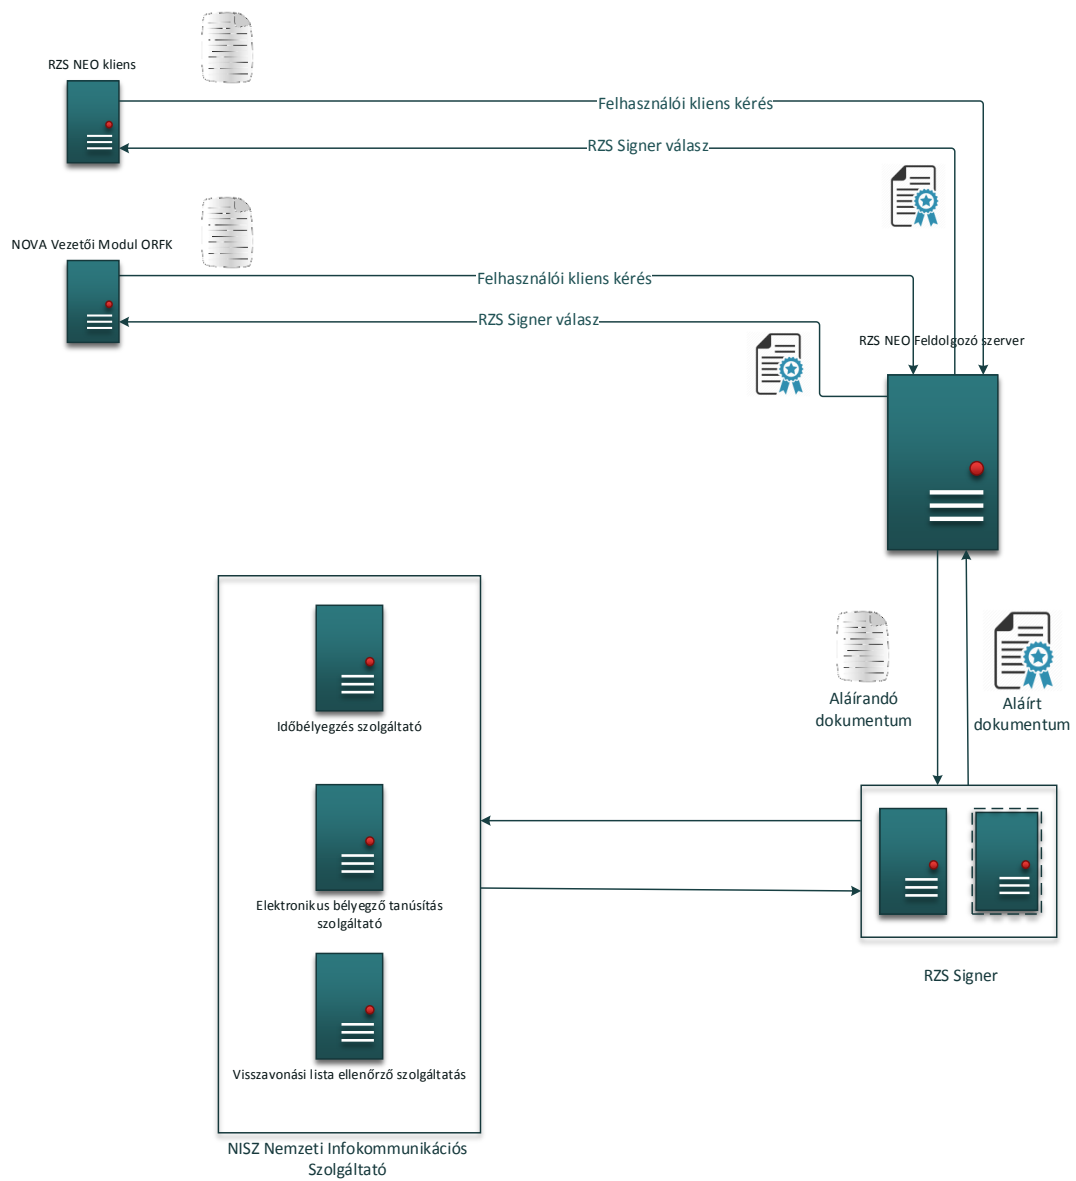 RZS NEO kliens
Felhasználói kliens kérés
RZS Signer válasz
NOVA Vezetői Modul ORFK
Felhasználói kliens kérés
RZS Signer válasz
RZS NEO Feldolgozó szerver
Aláírandó
dokumentum
Aláírt
dokumentum
Időbélyegzés szolgáltató
Elektronikus bélyegző tanúsítás
szolgáltató
RZS Signer
Visszavonási lista ellenőrző szolgáltatás
NISZ Nemzeti Infokommunikációs
Szolgáltató